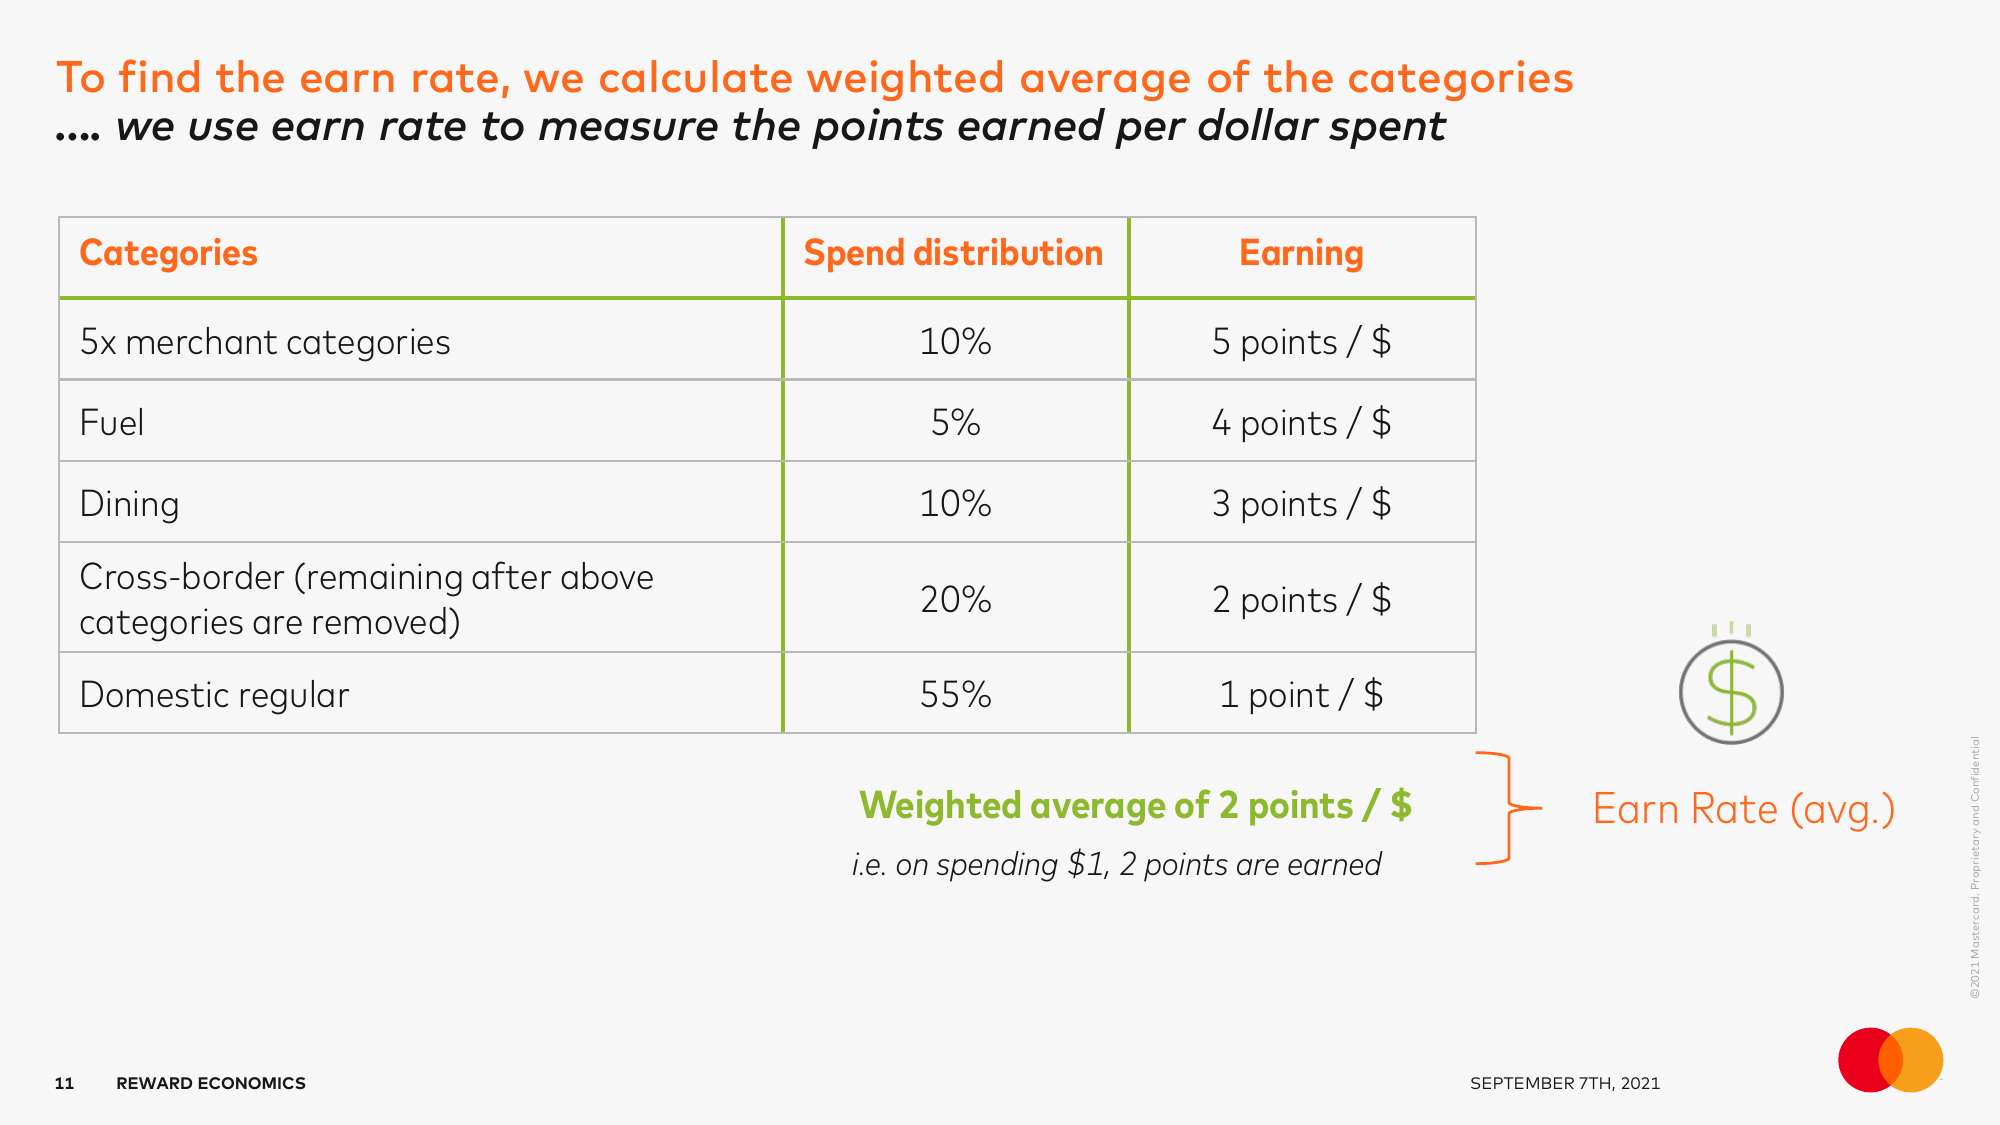 To find the earn rate, we calculate weighted average of the categories
…. we use earn rate to measure the points earned per dollar spent
Categories Spend distribution Earning
5x merchant categories 10% 5 points / $
Fuel 5% 4 points / $
Dining 10% 3 points / $
Cross-border (remaining after above
categories are removed) 20% 2 points / $
Domestic regular 55% 1 point / $
Weighted average of 2 points / $
i.e. on spending $1, 2 points are earned
Earn Rate (avg.)
$
©2021 Mastercard. Proprietary and Confidential
11 REWARD ECONOMICS SEPTEMBER 7TH, 2021